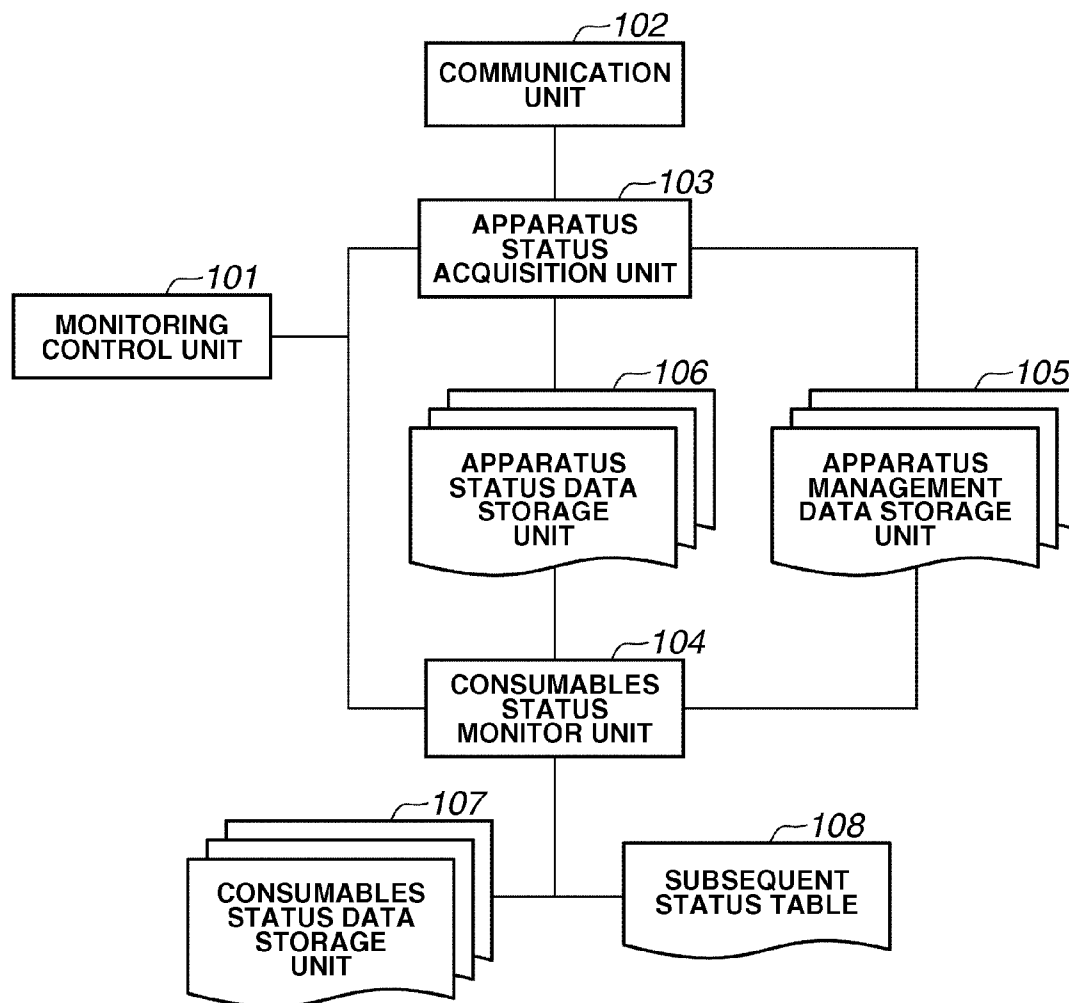 102
COMMUNICATION
UNIT
103
APPARATUS
STATUS
ACQUISITION UNIT
101
MONITORING
CONTROL UNIT
106
APPARATUS
STATUS DATA
STORAGE
UNIT
105
APPARATUS
MANAGEMENT
DATA STORAGE
UNIT
104
CONSUMABLES
STATUS
MONITOR UNIT
107
CONSUMABLES
STATUS DATA
STORAGE
UNIT
108
SUBSEQUENT
STATUS TABLE